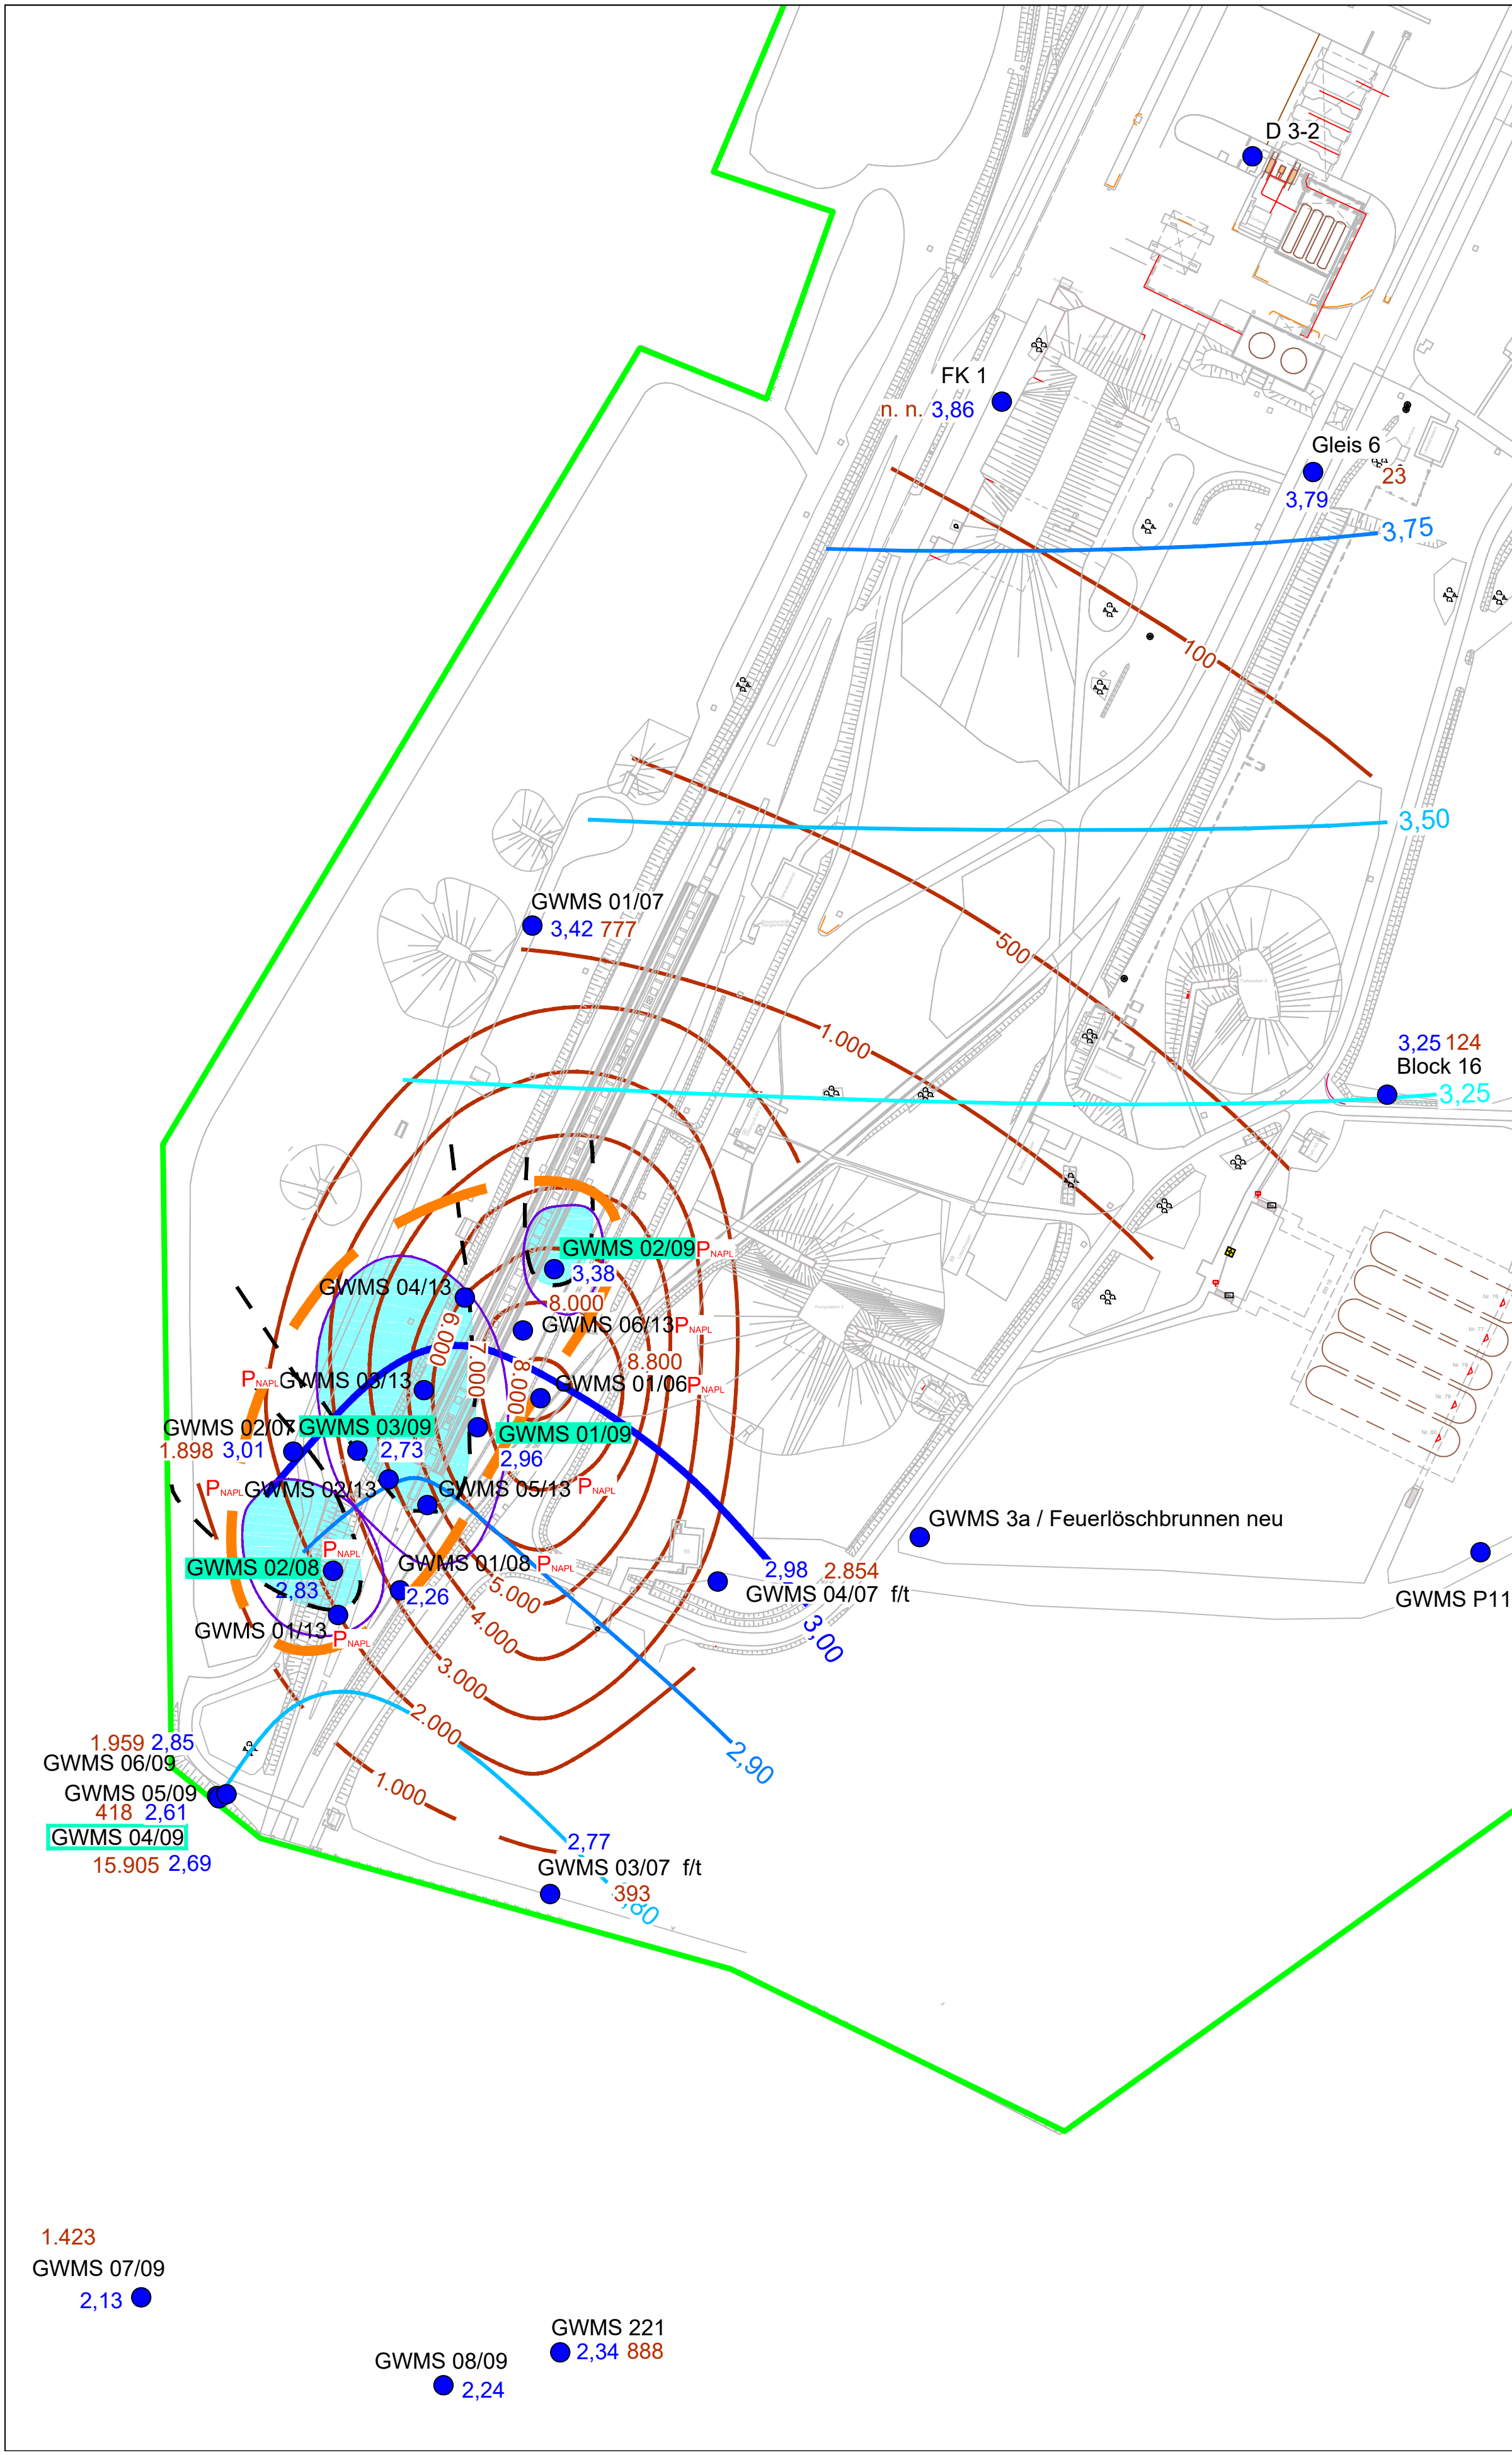 D 3-2
FK 1
n. n. 3,86
Gleis 6
23
3,79
3,75
100
3,50
GWMS 01/07
3,42 777
500
1.000
3,25 124
Block 16
3,25
GWMS 02/09 PNAPL
3,38
GWMS 04/13
8.000
GWMS 06/13 PNAPL
6.000
7.000
8.000
8.800
PNAPL GWMS 03/13
GWMS 01/06 PNAPL
GWMS 02/07
GWMS 03/09
GWMS 01/09
1.898 3,01
2,73
2,96
PNAPL GWMS 02/13
GWMS 05/13 PNAPL
GWMS 3a / Feuerlöschbrunnen neu
PNAPL
GWMS 02/08
GWMS 01/08 PNAPL
2,98 2.854
2,83
2,26
5.000
GWMS 04/07 f/t
GWMS P11
GWMS 01/13 PNAPL
4.000
3,00
3.000
2.000
1.959 2,85
GWMS 06/09
2,90
GWMS 05/09
1.000
418 2,61
GWMS 04/09
2,77
15.905 2,69
GWMS 03/07 f/t
393
,80
1.423
GWMS 07/09
2,13
GWMS 221
2,34 888
GWMS 08/09
2,24
Nr. 76
Nr. 77
Nr. 78